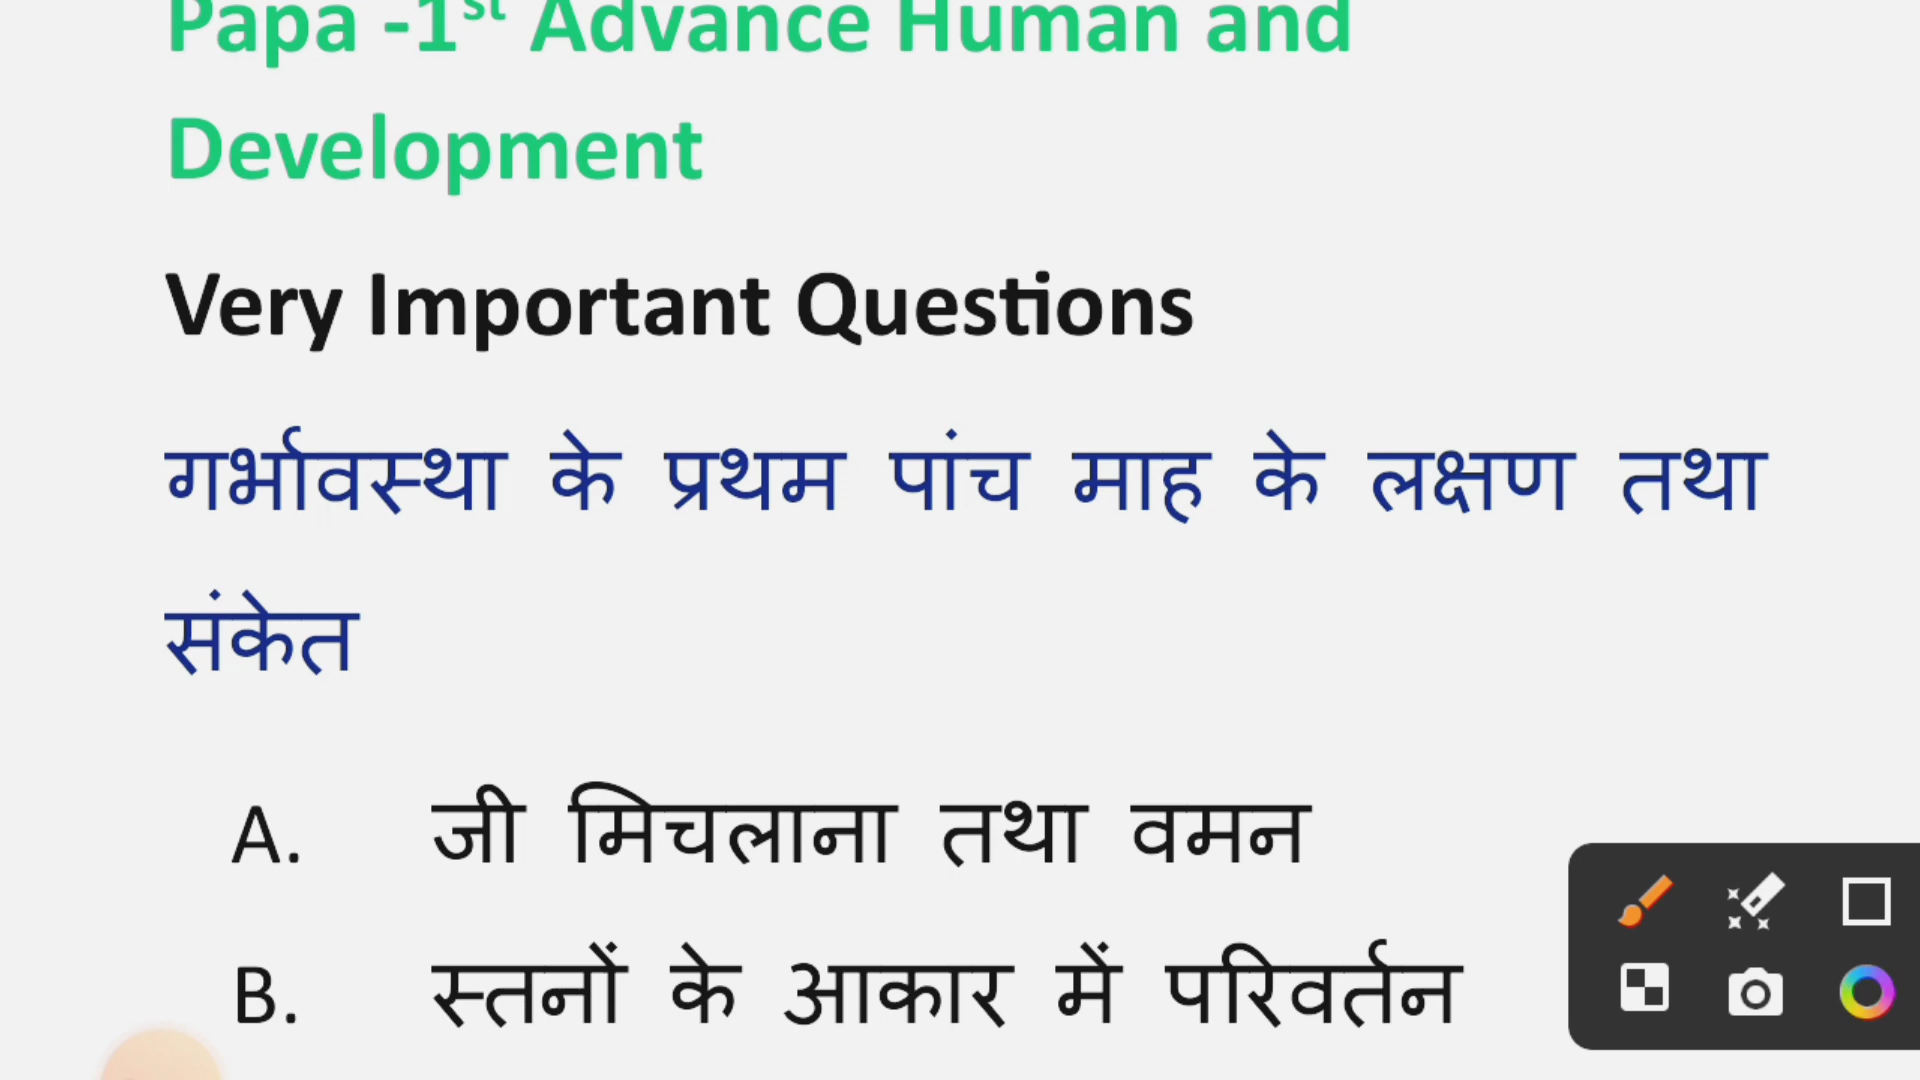 Papa -1st Advance Human and
Development
Very Important Questions
गर्भावस्था के प्रथम पांच माह के लक्षण तथा
संकेत
A. जी मिचलाना तथा वमन
B. स्तनों के आकार में परिवर्तन